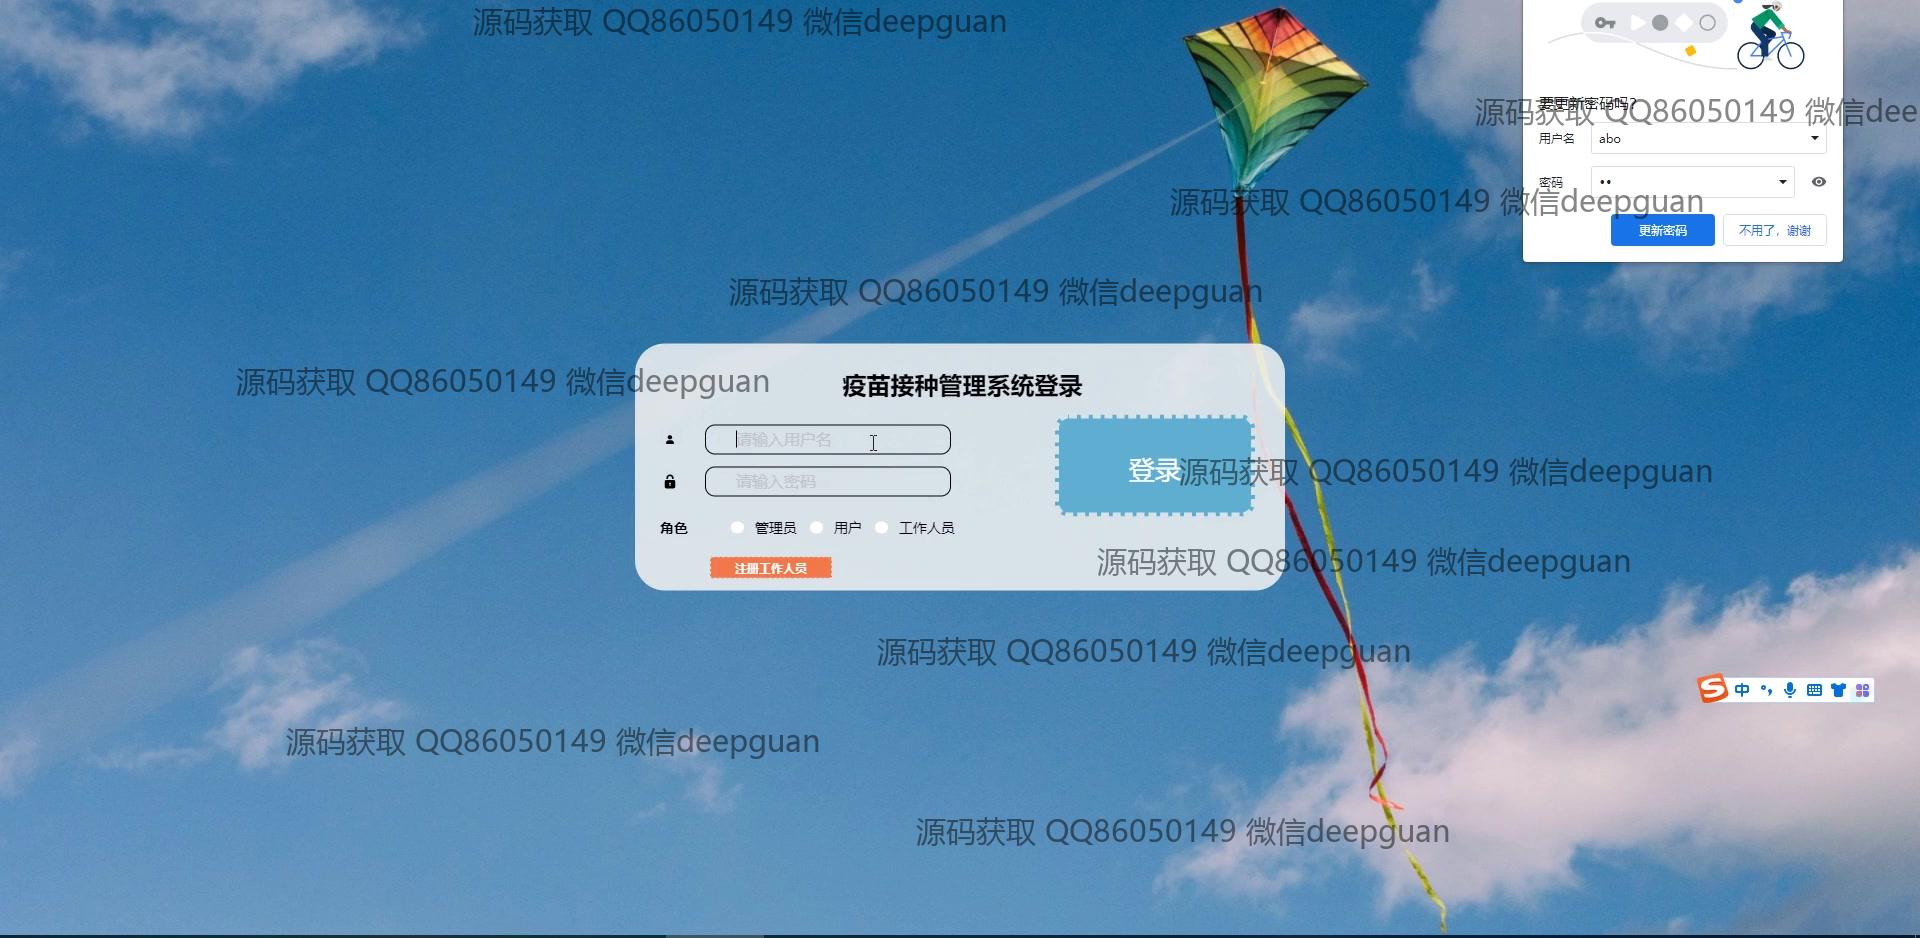 源码获取 QQ86050149 微信deepguan
要更新密码吗?
源码获取 QQ86050149 微信dee
用户名
abo
密码
••
源码获取 QQ86050149 微信deepguan
更新密码
不用了，谢谢
源码获取 QQ86050149 微信deepguan
源码获取 QQ86050149 微信deepguan
疫苗接种管理系统登录
请输入用户名
请输入密码
登录
源码获取 QQ86050149 微信deepguan
角色 管理员 用户 工作人员
源码获取 QQ86050149 微信deepguan
注册工作人员
源码获取 QQ86050149 微信deepguan
中
源码获取 QQ86050149 微信deepguan
源码获取 QQ86050149 微信deepguan